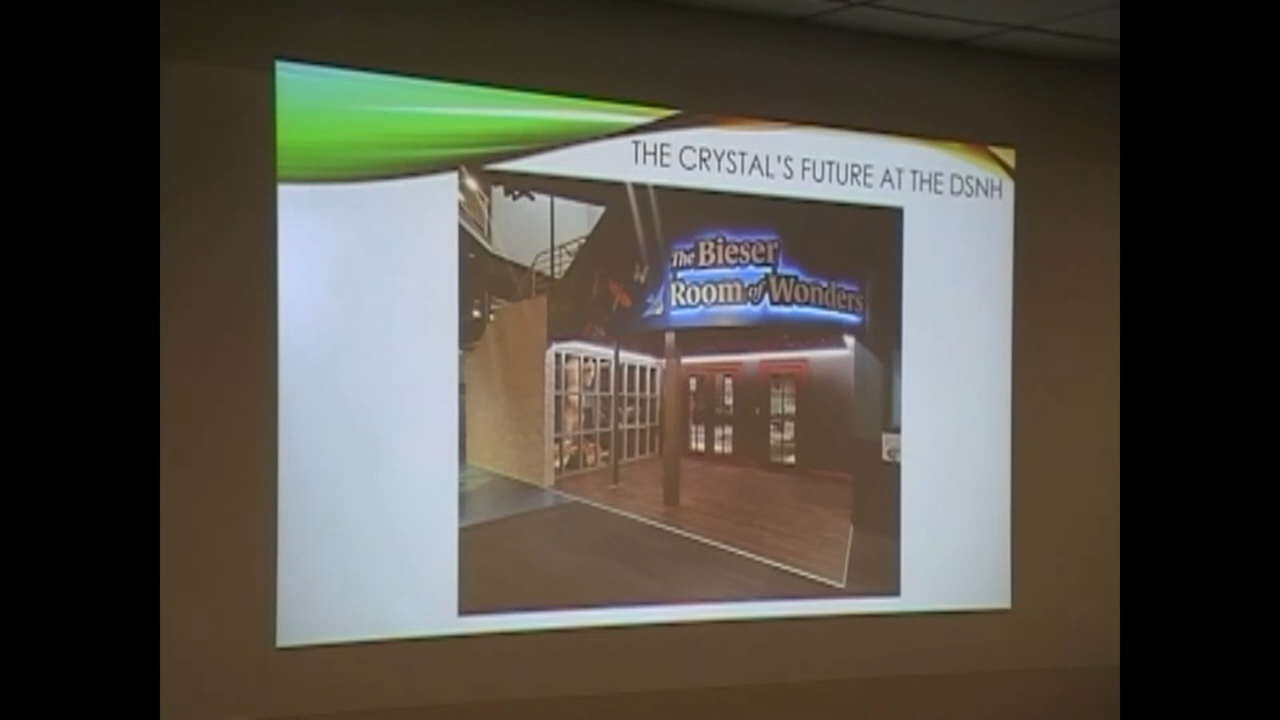 THE CRYSTAL'S FUTURE AT THE DSNH
The Bieser
Room of Wonders